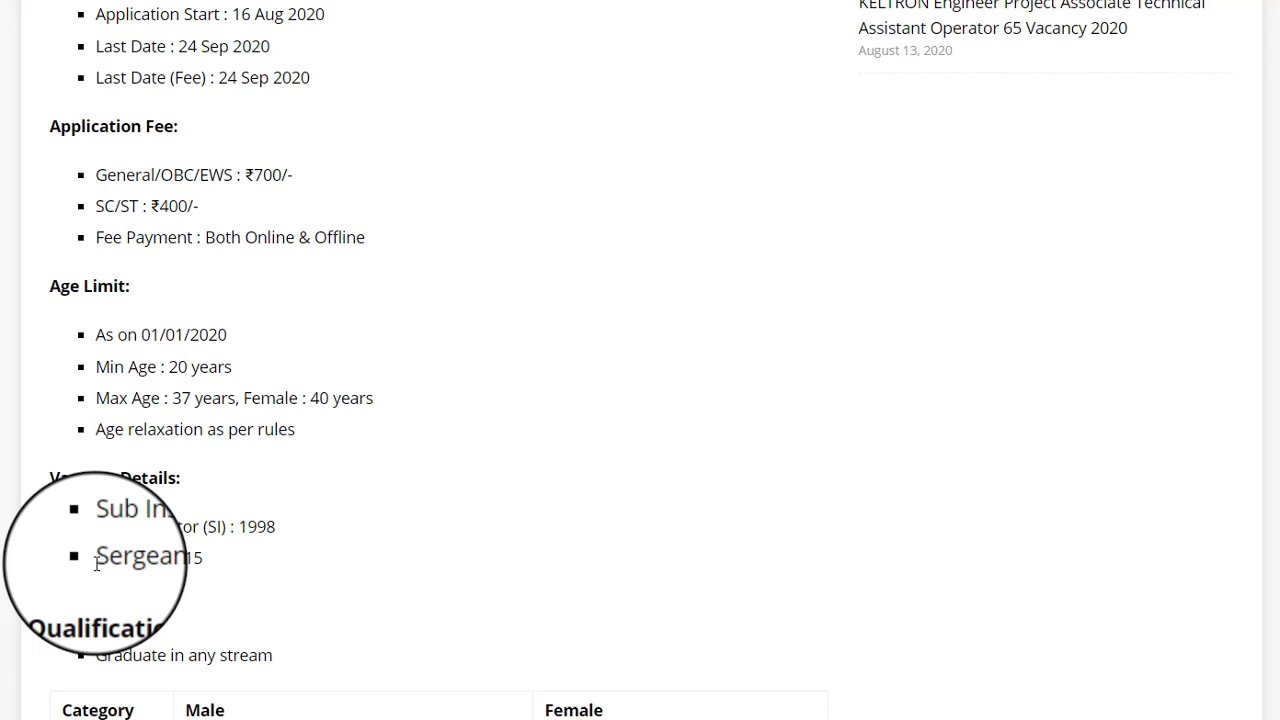 Application Start : 16 Aug 2020
Last Date : 24 Sep 2020
Last Date (Fee) : 24 Sep 2020
Application Fee:
General/OBC/EWS : ₹700/-
SC/ST : ₹400/-
Fee Payment : Both Online & Offline
Age Limit:
As on 01/01/2020
Min Age : 20 years
Max Age : 37 years, Female : 40 years
Age relaxation as per rules
Details:
Sub In tor (SI) : 1998
Sergean 15
Qualificatio
Graduate in any stream
Category Male Female
KELTRON Engineer Project Associate Technical
Assistant Operator 65 Vacancy 2020
August 13, 2020